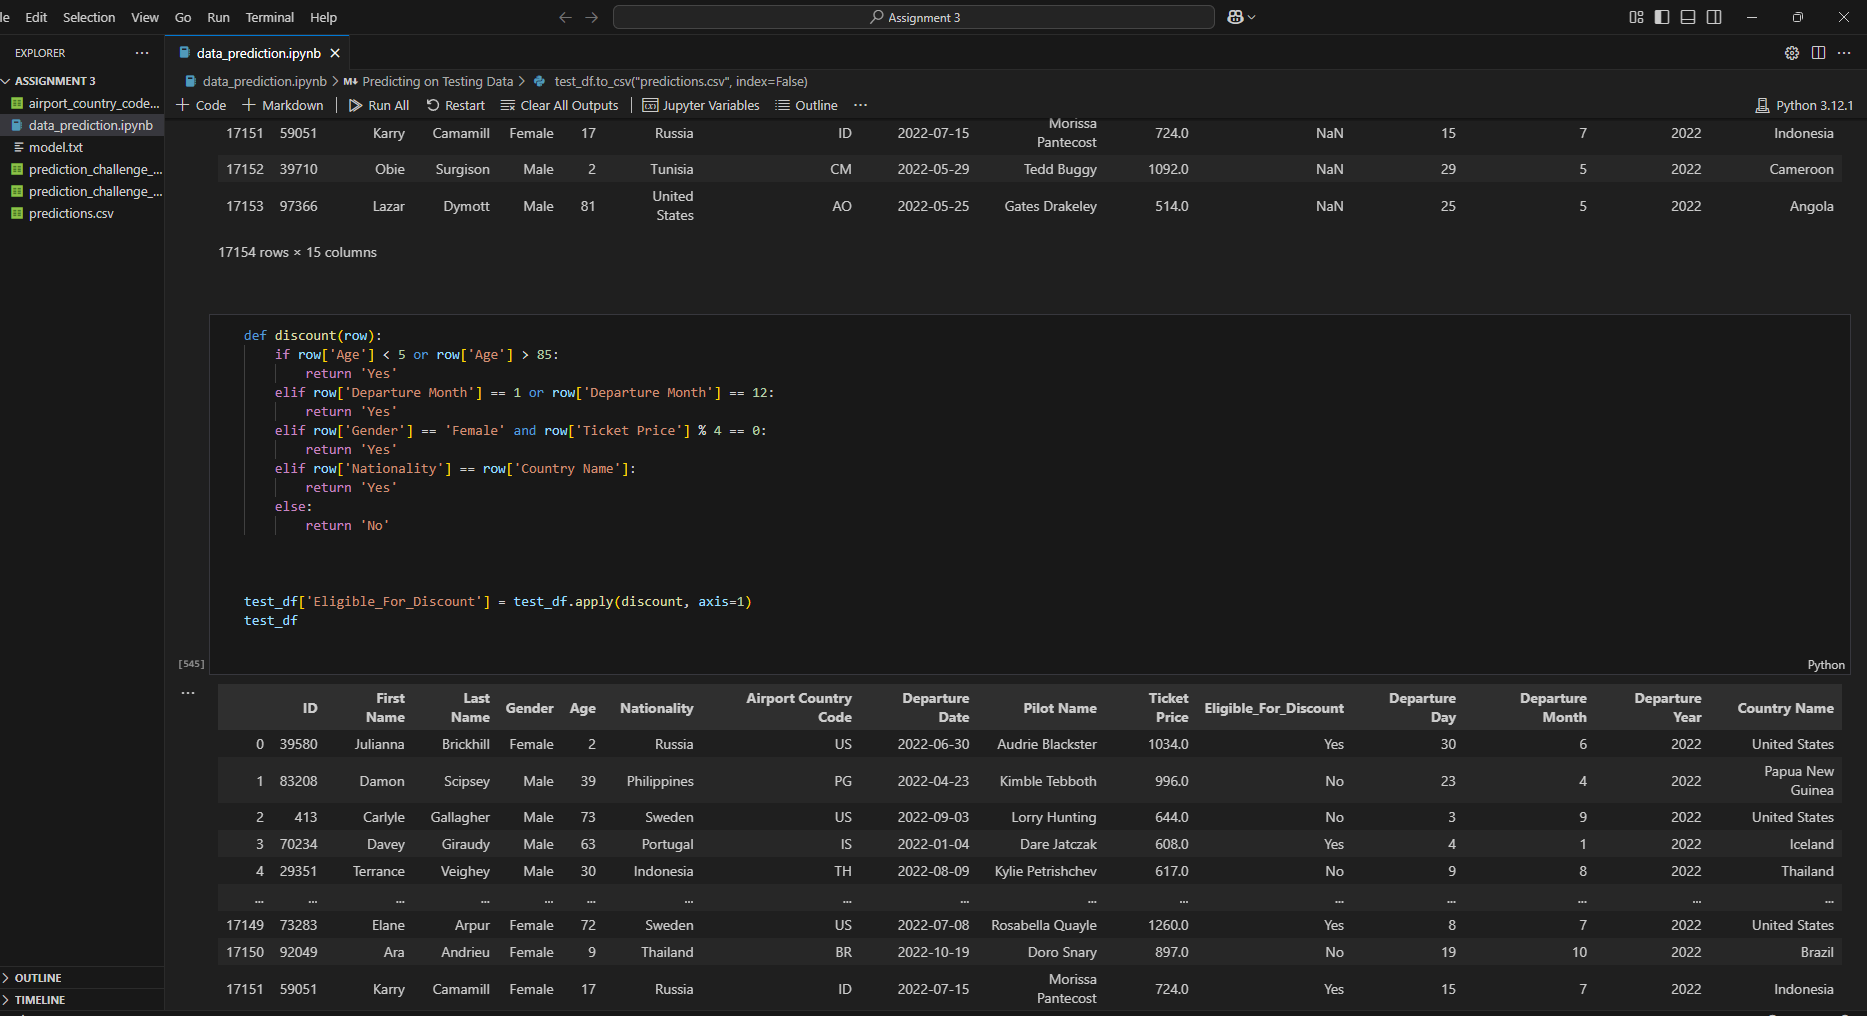 le Edit Selection View Go Run Terminal Help
Assignment 3
EXPLORER
ASSIGNMENT 3
airport_country_code...
data_prediction.ipynb
model.txt
prediction_challenge_...
prediction_challenge_...
predictions.csv
OUTLINE
TIMELINE
data_prediction.ipynb
data_prediction.ipynb > M↓ Predicting on Testing Data > test_df.to_csv("predictions.csv", index=False)
+ Code + Markdown Run All Restart Clear All Outputs Jupyter Variables Outline ... Python 3.12.1
17151 59051 Karry Camamill Female 17 Russia ID 2022-07-15 Morissa Pantecost 724.0 NaN 15 7 2022 Indonesia
17152 39710 Obie Surgison Male 2 Tunisia CM 2022-05-29 Tedd Buggy 1092.0 NaN 29 5 2022 Cameroon
17153 97366 Lazar Dymott Male 81 United States AO 2022-05-25 Gates Drakeley 514.0 NaN 25 5 2022 Angola
17154 rows × 15 columns
def discount(row):
    if row['Age'] < 5 or row['Age'] > 85:
        return 'Yes'
    elif row['Departure Month'] == 1 or row['Departure Month'] == 12:
        return 'Yes'
    elif row['Gender'] == 'Female' and row['Ticket Price'] % 4 == 0:
        return 'Yes'
    elif row['Nationality'] == row['Country Name']:
        return 'Yes'
    else:
        return 'No'
test_df['Eligible_For_Discount'] = test_df.apply(discount, axis=1)
test_df
[545]
Python
...
ID First Name Last Name Gender Age Nationality Airport Country Code Departure Date Pilot Name Ticket Price Eligible_For_Discount Departure Day Departure Month Departure Year Country Name
0 39580 Julianna Brickhill Female 2 Russia US 2022-06-30 Audrie Blackster 1034.0 Yes 30 6 2022 United States
1 83208 Damon Scipsey Male 39 Philippines PG 2022-04-23 Kimble Tebboth 996.0 No 23 4 2022 Papua New Guinea
2 413 Carlyle Gallagher Male 73 Sweden US 2022-09-03 Lorry Hunting 644.0 No 3 9 2022 United States
3 70234 Davey Giraudy Male 63 Portugal IS 2022-01-04 Dare Jatczak 608.0 Yes 4 1 2022 Iceland
4 29351 Terrance Veighey Male 30 Indonesia TH 2022-08-09 Kylie Petrishchev 617.0 No 9 8 2022 Thailand
... ... ... ... ... ... ... ... ... ... ... ... ... ... ... ...
17149 73283 Elane Arpur Female 72 Sweden US 2022-07-08 Rosabella Quayle 1260.0 Yes 8 7 2022 United States
17150 92049 Ara Andrieu Female 9 Thailand BR 2022-10-19 Doro Snary 897.0 No 19 10 2022 Brazil
17151 59051 Karry Camamill Female 17 Russia ID 2022-07-15 Morissa Pantecost 724.0 Yes 15 7 2022 Indonesia